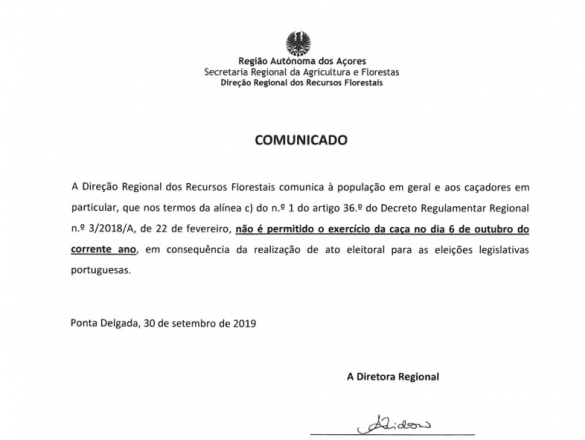 Região Autónoma dos Açores
Secretaria Regional da Agricultura e Florestas
Direção Regional dos Recursos Florestais
COMUNICADO
A Direção Regional dos Recursos Florestais comunica à população em geral e aos caçadores em
particular, que nos termos da alínea c) do n.º 1 do artigo 36.º do Decreto Regulamentar Regional
n.º 3/2018/A, de 22 de fevereiro, não é permitido o exercício da caça no dia 6 de outubro do
corrente ano, em consequência da realização de ato eleitoral para as eleições legislativas
portuguesas.
Ponta Delgada, 30 de setembro de 2019
A Diretora Regional